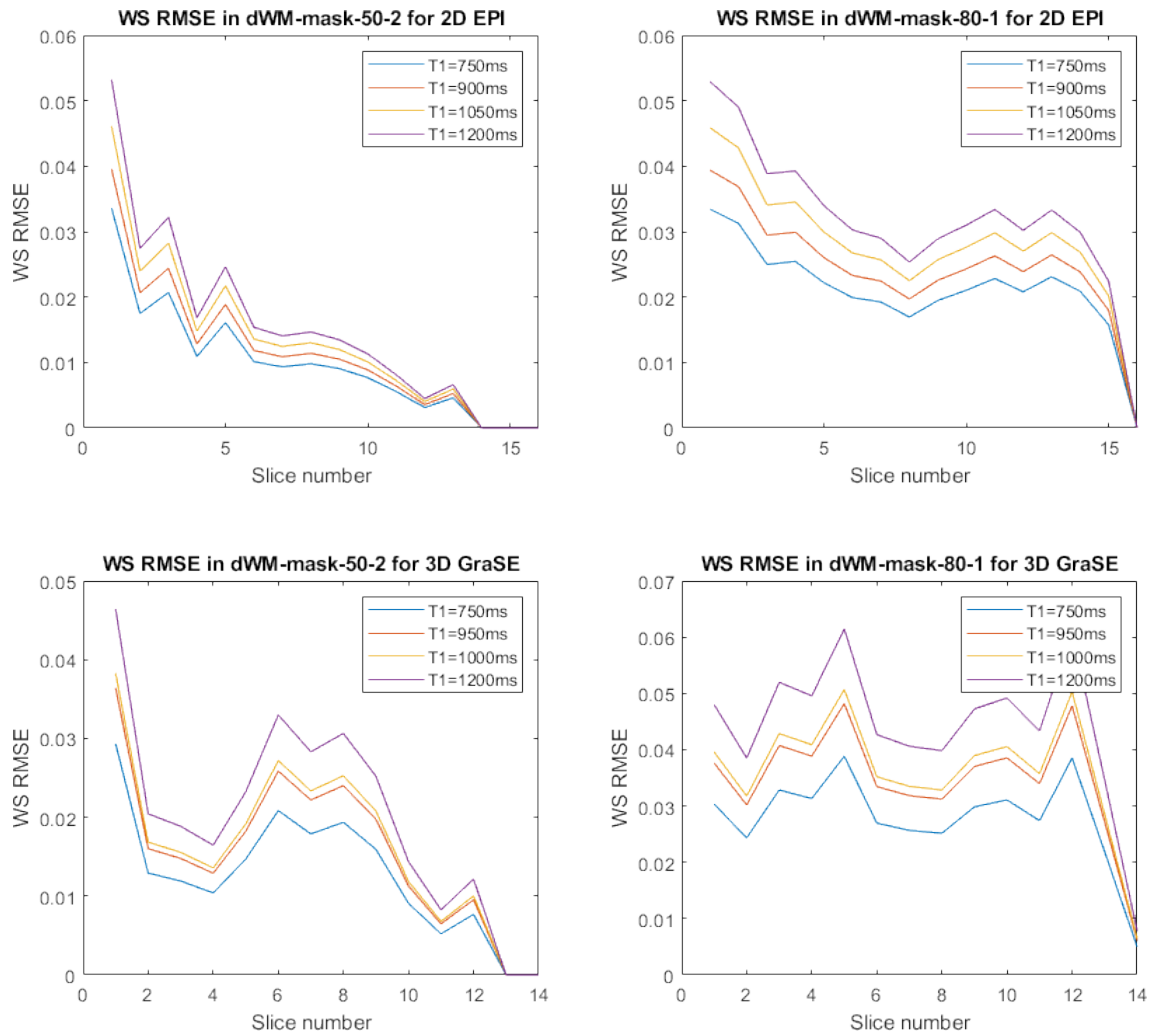 WS RMSE in dWM-mask-50-2 for 2D EPI
0.06
0.05
0.04
0.03
0.02
0.01
0
WS RMSE
T1=750ms
T1=900ms
T1=1050ms
T1=1200ms
0 5 10 15
Slice number
WS RMSE in dWM-mask-80-1 for 2D EPI
0.06
0.05
0.04
0.03
0.02
0.01
0
WS RMSE
T1=750ms
T1=900ms
T1=1050ms
T1=1200ms
0 5 10 15
Slice number
WS RMSE in dWM-mask-50-2 for 3D GraSE
0.05
0.04
0.03
0.02
0.01
0
WS RMSE
T1=750ms
T1=950ms
T1=1000ms
T1=1200ms
0 2 4 6 8 10 12 14
Slice number
WS RMSE in dWM-mask-80-1 for 3D GraSE
0.07
0.06
0.05
0.04
0.03
0.02
0.01
0
WS RMSE
T1=750ms
T1=950ms
T1=1000ms
T1=1200ms
0 2 4 6 8 10 12 14
Slice number